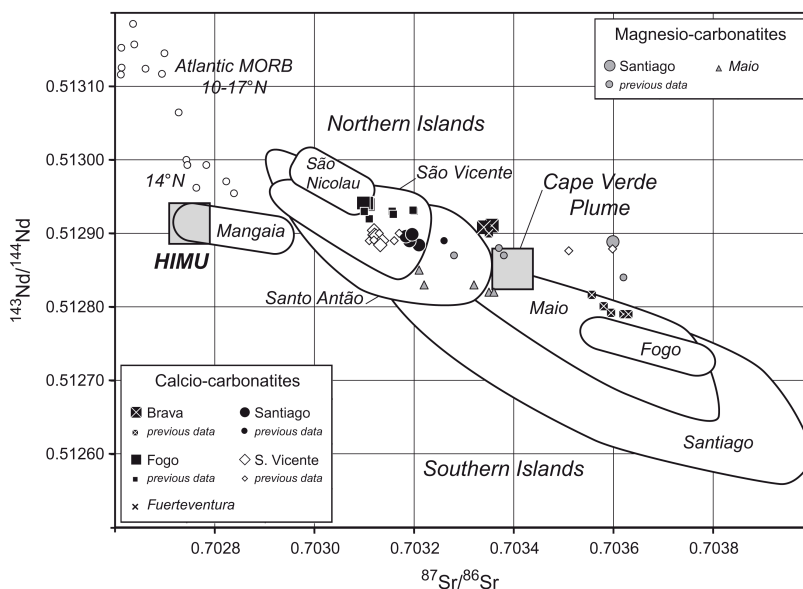 Magnesio-carbonatites
Santiago
Maio
previous data
Atlantic MORB
10-17°N
Northern Islands
São
Nicolau
São Vicente
Cape Verde
Plume
14°N
Mangaia
HIMU
Santo Antão
Maio
Fogo
Santiago
Southern Islands
Calcio-carbonatites
Brava
Santiago
previous data
previous data
Fogo
S. Vicente
previous data
previous data
Fuerteventura
0.51310
0.51300
0.51290
0.51280
0.51270
0.51260
143Nd/144Nd
0.7028
0.7030
0.7032
0.7034
0.7036
0.7038
87Sr/86Sr